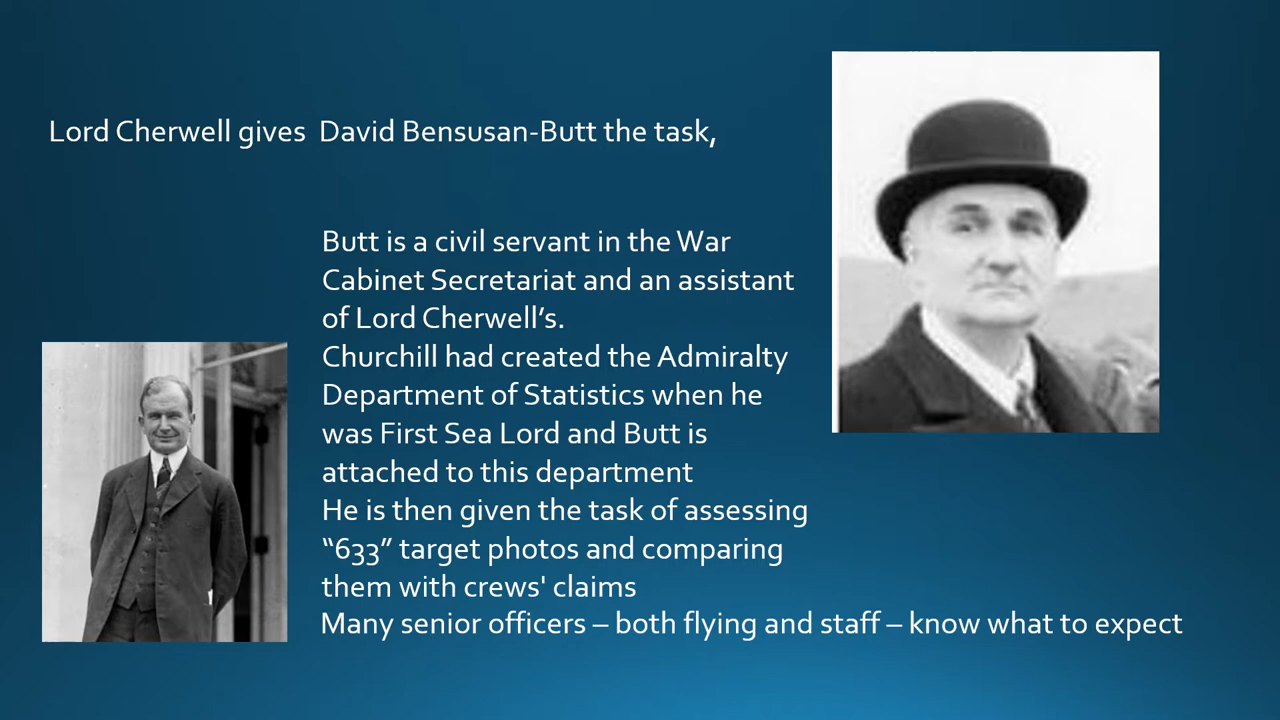 Lord Cherwell gives  David Bensusan-Butt the task,
Butt is a civil servant in the War
Cabinet Secretariat and an assistant
of Lord Cherwell’s.
Churchill had created the Admiralty
Department of Statistics when he
was First Sea Lord and Butt is
attached to this department
He is then given the task of assessing
“633” target photos and comparing
them with crews' claims
Many senior officers – both flying and staff – know what to expect